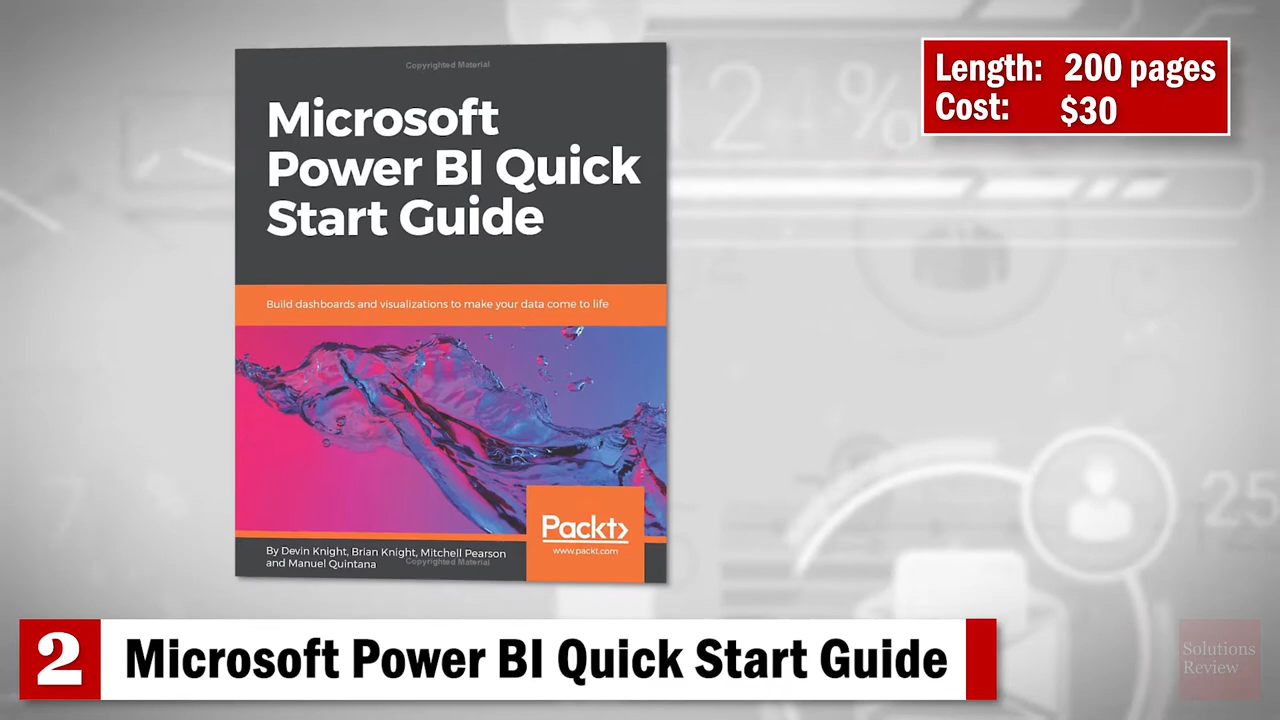 Copyrighted Material
Microsoft
Power BI Quick
Start Guide
Build dashboards and visualizations to make your data come to life
Packt>
www.packt.com
By Devin Knight, Brian Knight, Mitchell Pearson
and Manuel Quintana
Copyrighted Material
Length: 200 pages
Cost: $30
12
%
25
2 Microsoft Power BI Quick Start Guide
Solutions
Review